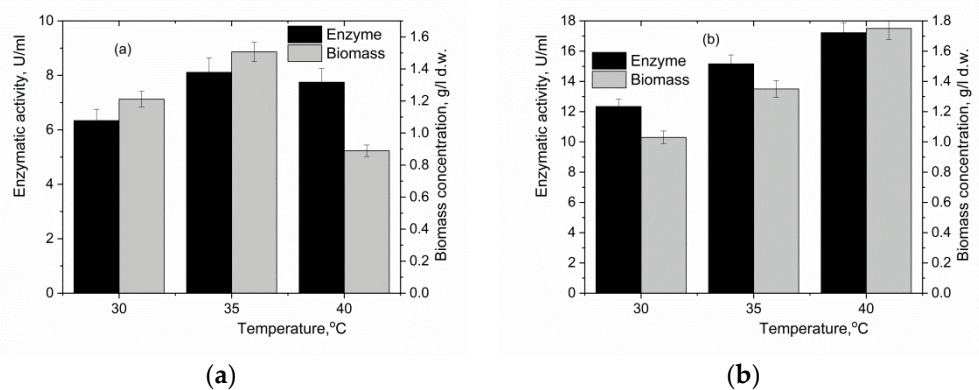 10
8
6
4
2
0
Enzymatic activity, U/ml
(a)
Enzyme
Biomass
1.6
1.4
1.2
1.0
0.8
0.6
0.4
0.2
0.0
Biomass concentration, g/l d.w.
30 35 40
Temperature,°C
(a)
18
16
14
12
10
8
6
4
2
0
Enzymatic activity, U/ml
(b)
Enzyme
Biomass
1.8
1.6
1.4
1.2
1.0
0.8
0.6
0.4
0.2
0.0
Biomass concentration, g/l d.w.
30 35 40
Temperature,°C
(b)